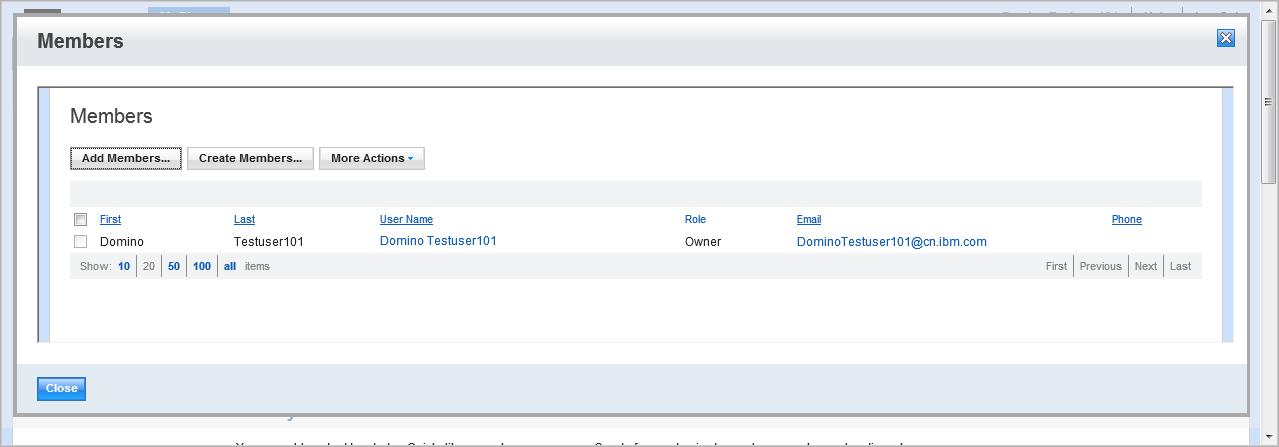 Members
Members
Add Members... Create Members... More Actions
First Last User Name Role Email Phone
Domino Testuser101 Domino Testuser101 Owner DominoTestuser101@cn.ibm.com
Show: 10 20 50 100 all items First Previous Next Last
Close